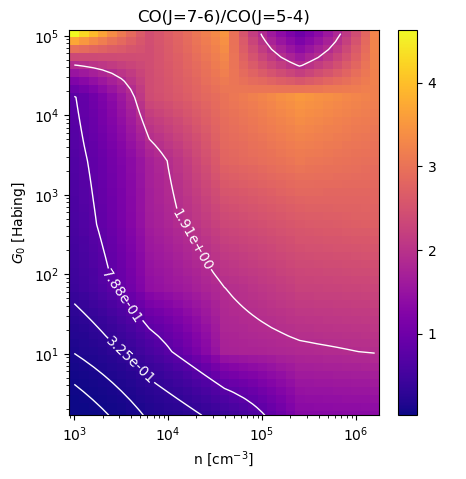 CO(J=7-6)/CO(J=5-4)
10⁵
10⁴
10³
10²
10¹
G₀ [Habing]
1.91e+00
7.88e-01
3.25e-01
10³
10⁴
10⁵
10⁶
n [cm⁻³]
4
3
2
1